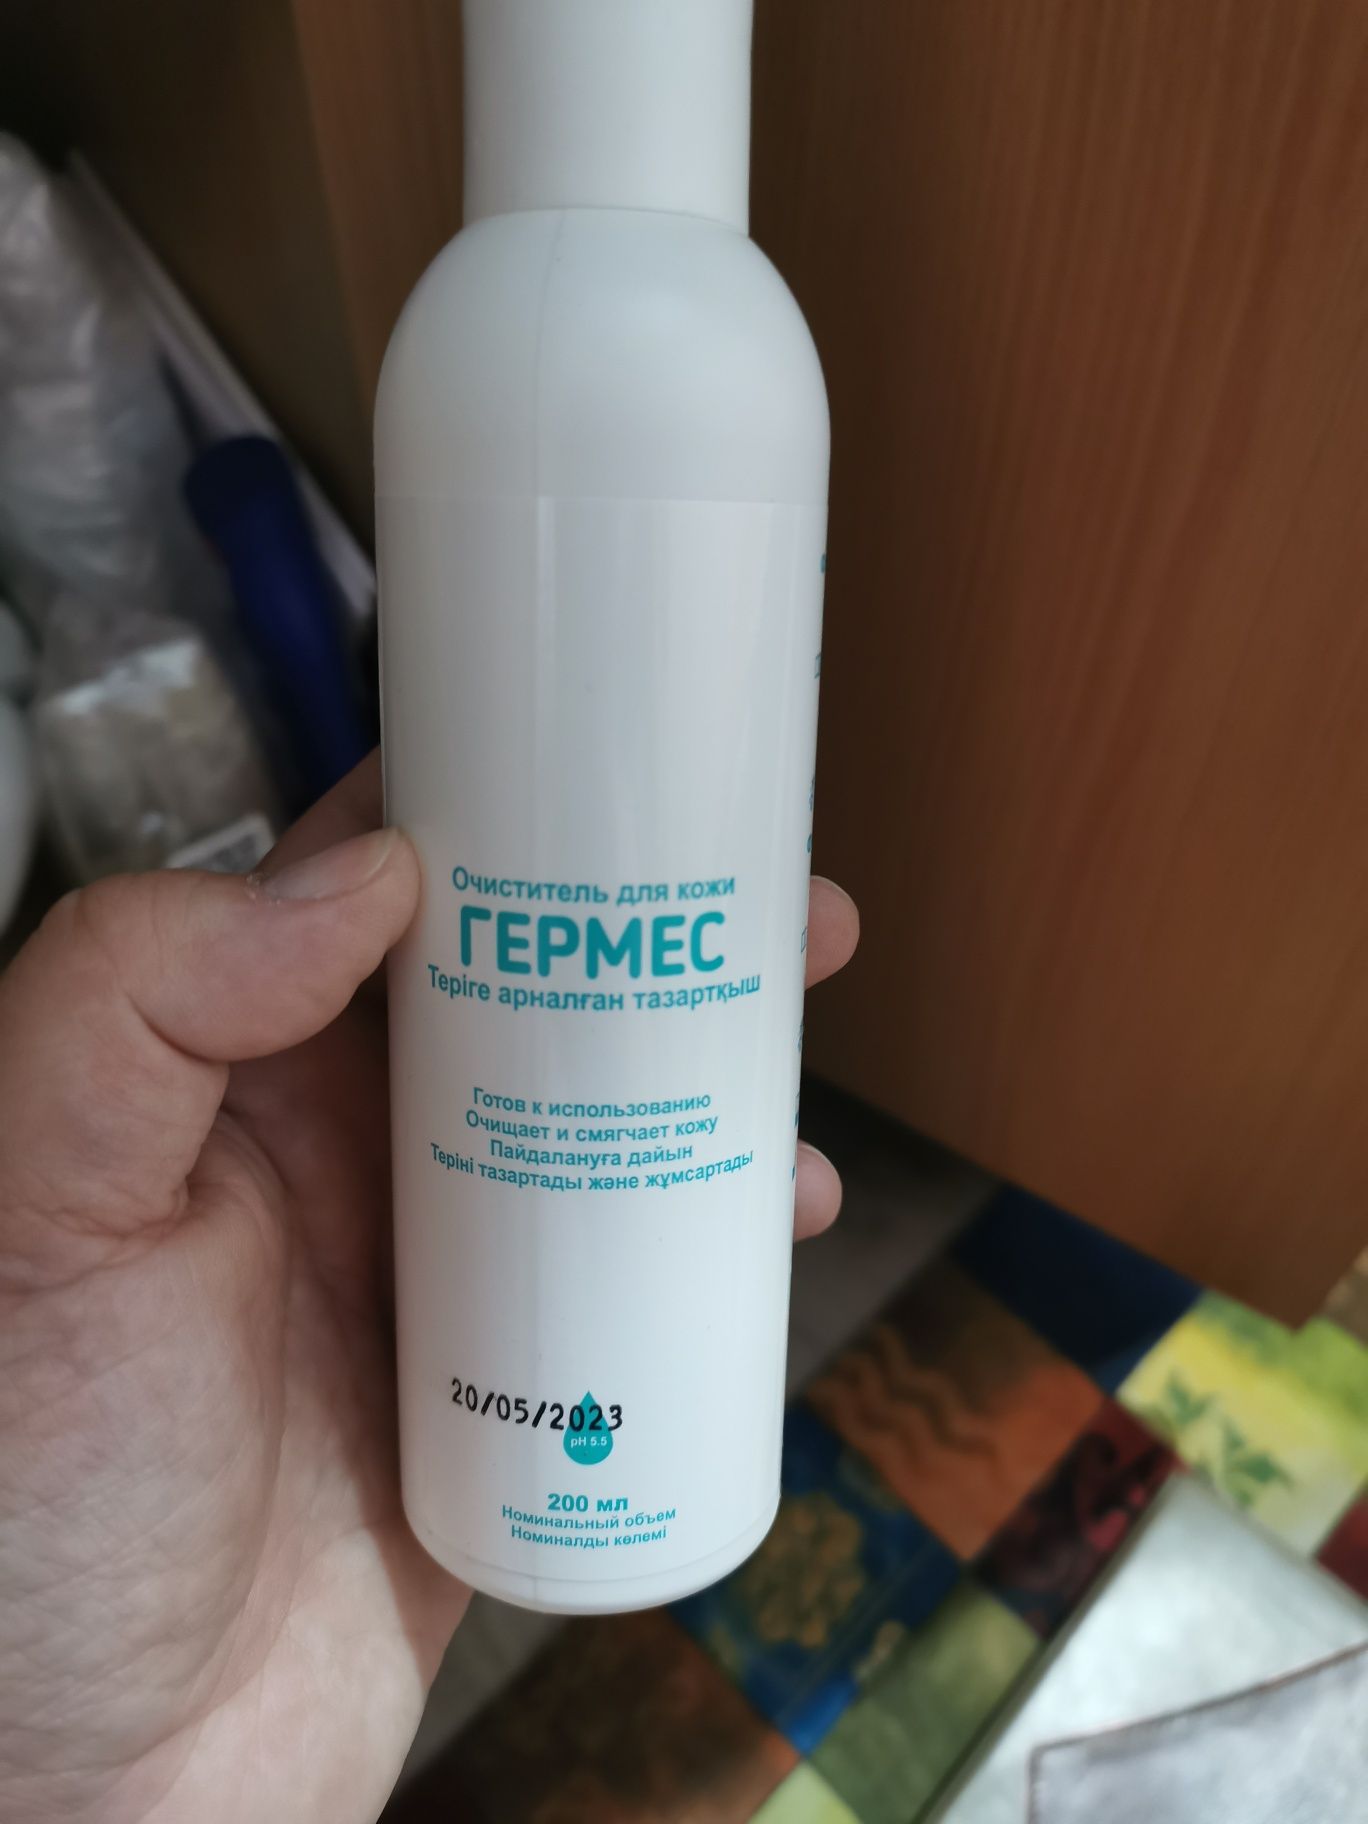 Очиститель для кожи
ГЕРМЕС
Теріге арналған тазартқыш
Готов к использованию
Очищает и смягчает кожу
Пайдалануға дайын
Теріні тазартады және жұмсартады
20/05/2023
pH 5.5
200 мл
Номинальный объем
Номиналды көлемі